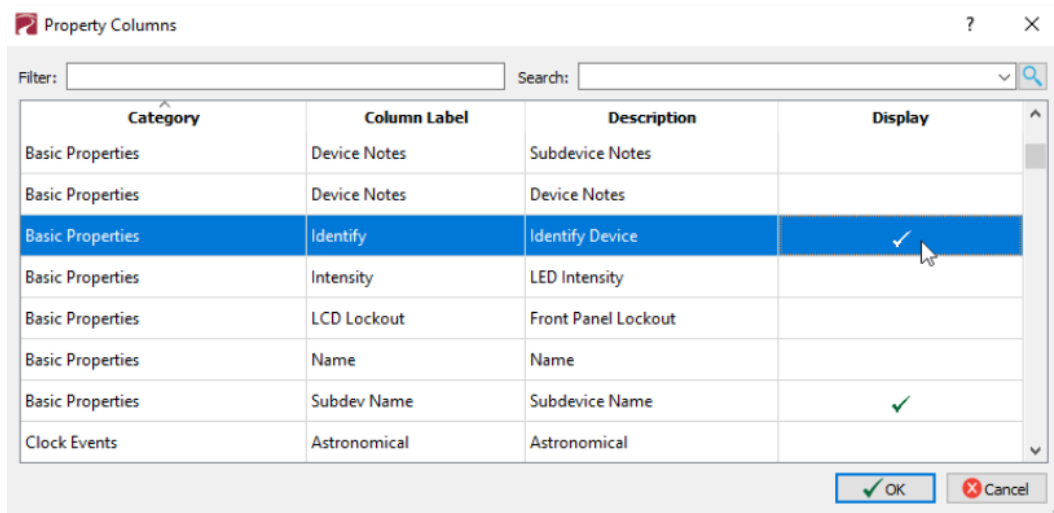 Property Columns ?
Filter: Search:
Category Column Label Description Display
Basic Properties Device Notes Subdevice Notes
Basic Properties Device Notes Device Notes
Basic Properties Identify Identify Device
Basic Properties Intensity LED Intensity
Basic Properties LCD Lockout Front Panel Lockout
Basic Properties Name Name
Basic Properties Subdev Name Subdevice Name
Clock Events Astronomical Astronomical
OK Cancel